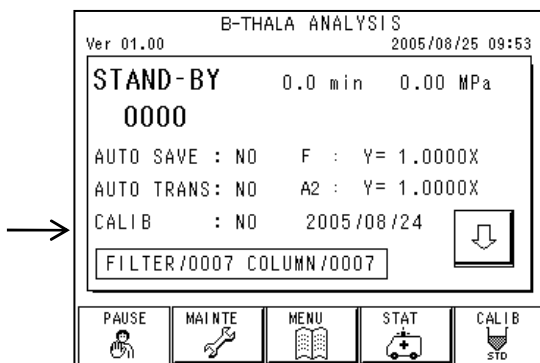 B-THALA ANALYSIS
Ver 01.00 2005/08/25 09:53
STAND-BY 0.0 min 0.00 MPa
0000
AUTO SAVE : NO F : Y= 1.0000X
AUTO TRANS: NO A2 : Y= 1.0000X
CALIB : NO 2005/08/24
FILTER/0007 COLUMN/0007
PAUSE MAINTE MENU STAT CALIB
STD